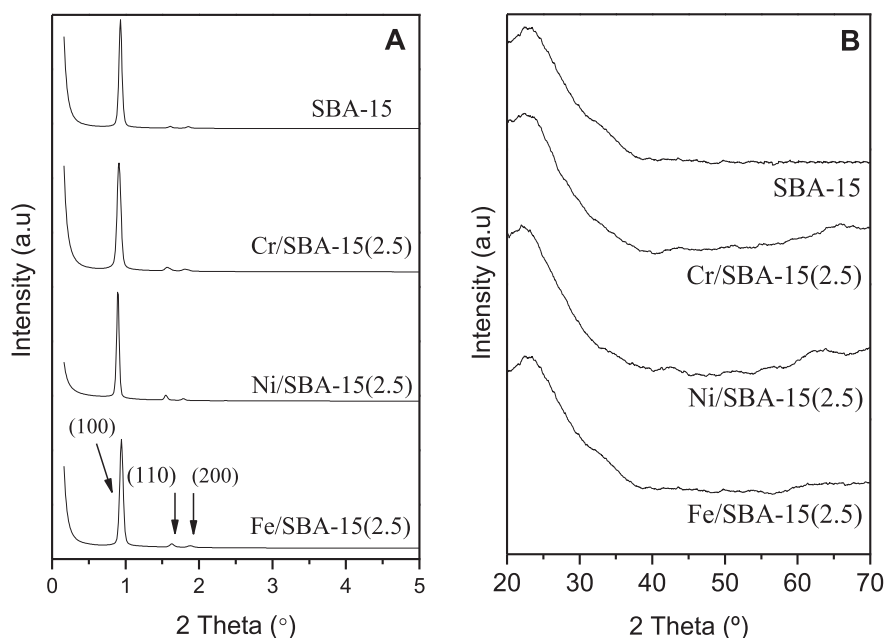 A
SBA-15
Cr/SBA-15(2.5)
Ni/SBA-15(2.5)
(100)
(110)
(200)
Fe/SBA-15(2.5)
Intensity (a.u)
0
1
2
3
4
5
2 Theta (°)
B
SBA-15
Cr/SBA-15(2.5)
Ni/SBA-15(2.5)
Fe/SBA-15(2.5)
Intensity (a.u)
20
30
40
50
60
70
2 Theta (º)